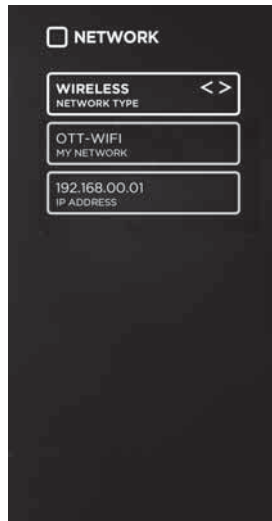 NETWORK
WIRELESS < >
NETWORK TYPE
OTT-WIFI
MY NETWORK
192.168.00.01
IP ADDRESS